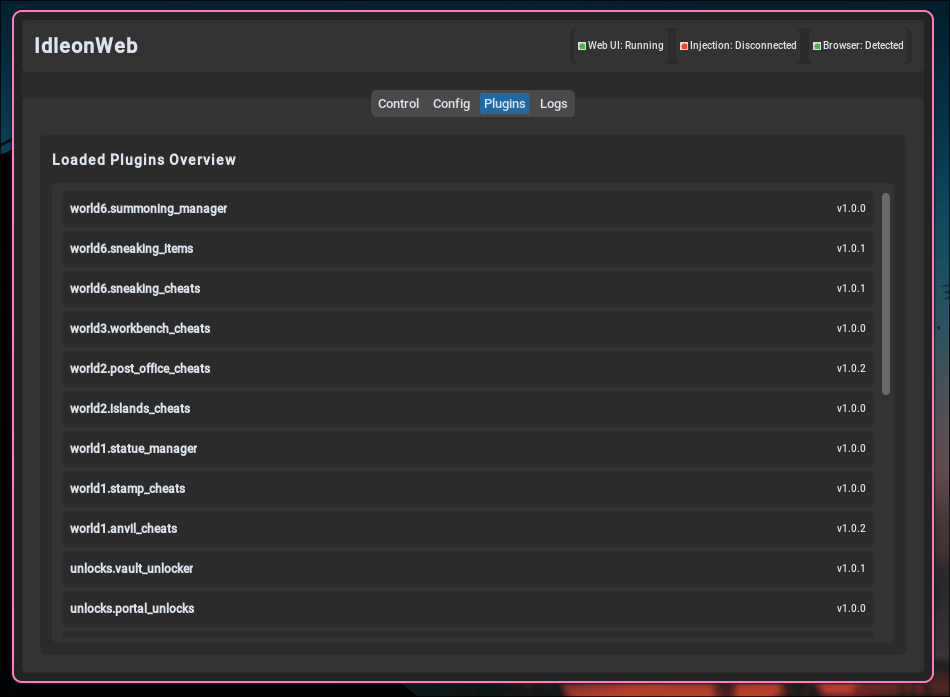 IdleonWeb
Web UI: Running
Injection: Disconnected
Browser: Detected
Control Config Plugins Logs
Loaded Plugins Overview
world6.summoning_manager v1.0.0
world6.sneaking_items v1.0.1
world6.sneaking_cheats v1.0.1
world3.workbench_cheats v1.0.0
world2.post_office_cheats v1.0.2
world2.islands_cheats v1.0.0
world1.statue_manager v1.0.0
world1.stamp_cheats v1.0.0
world1.anvil_cheats v1.0.2
unlocks.vault_unlocker v1.0.1
unlocks.portal_unlocks v1.0.0